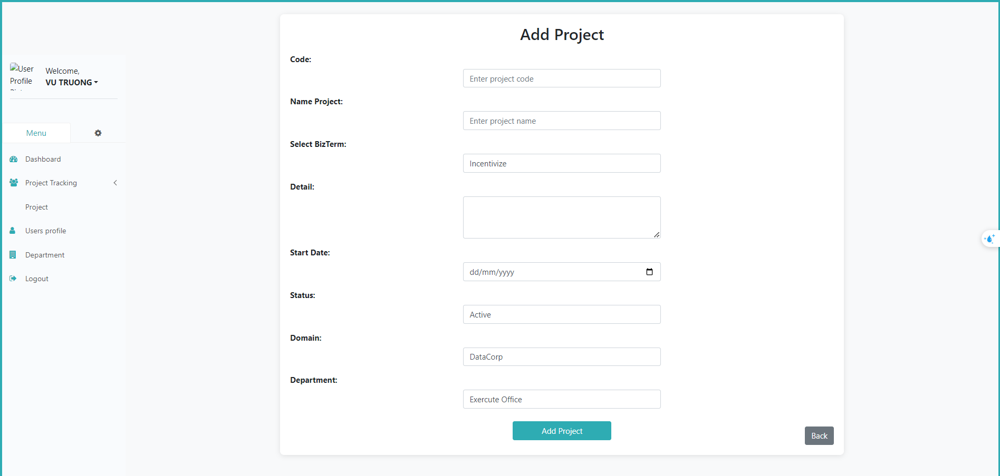 User
Profile
Welcome,
VU TRUONG
Menu
Dashboard
Project Tracking
Project
Users profile
Department
Logout
Add Project
Code:
Enter project code
Name Project:
Enter project name
Select BizTerm:
Incentivize
Detail:
Start Date:
dd/mm/yyyy
Status:
Active
Domain:
DataCorp
Department:
Exercute Office
Add Project
Back